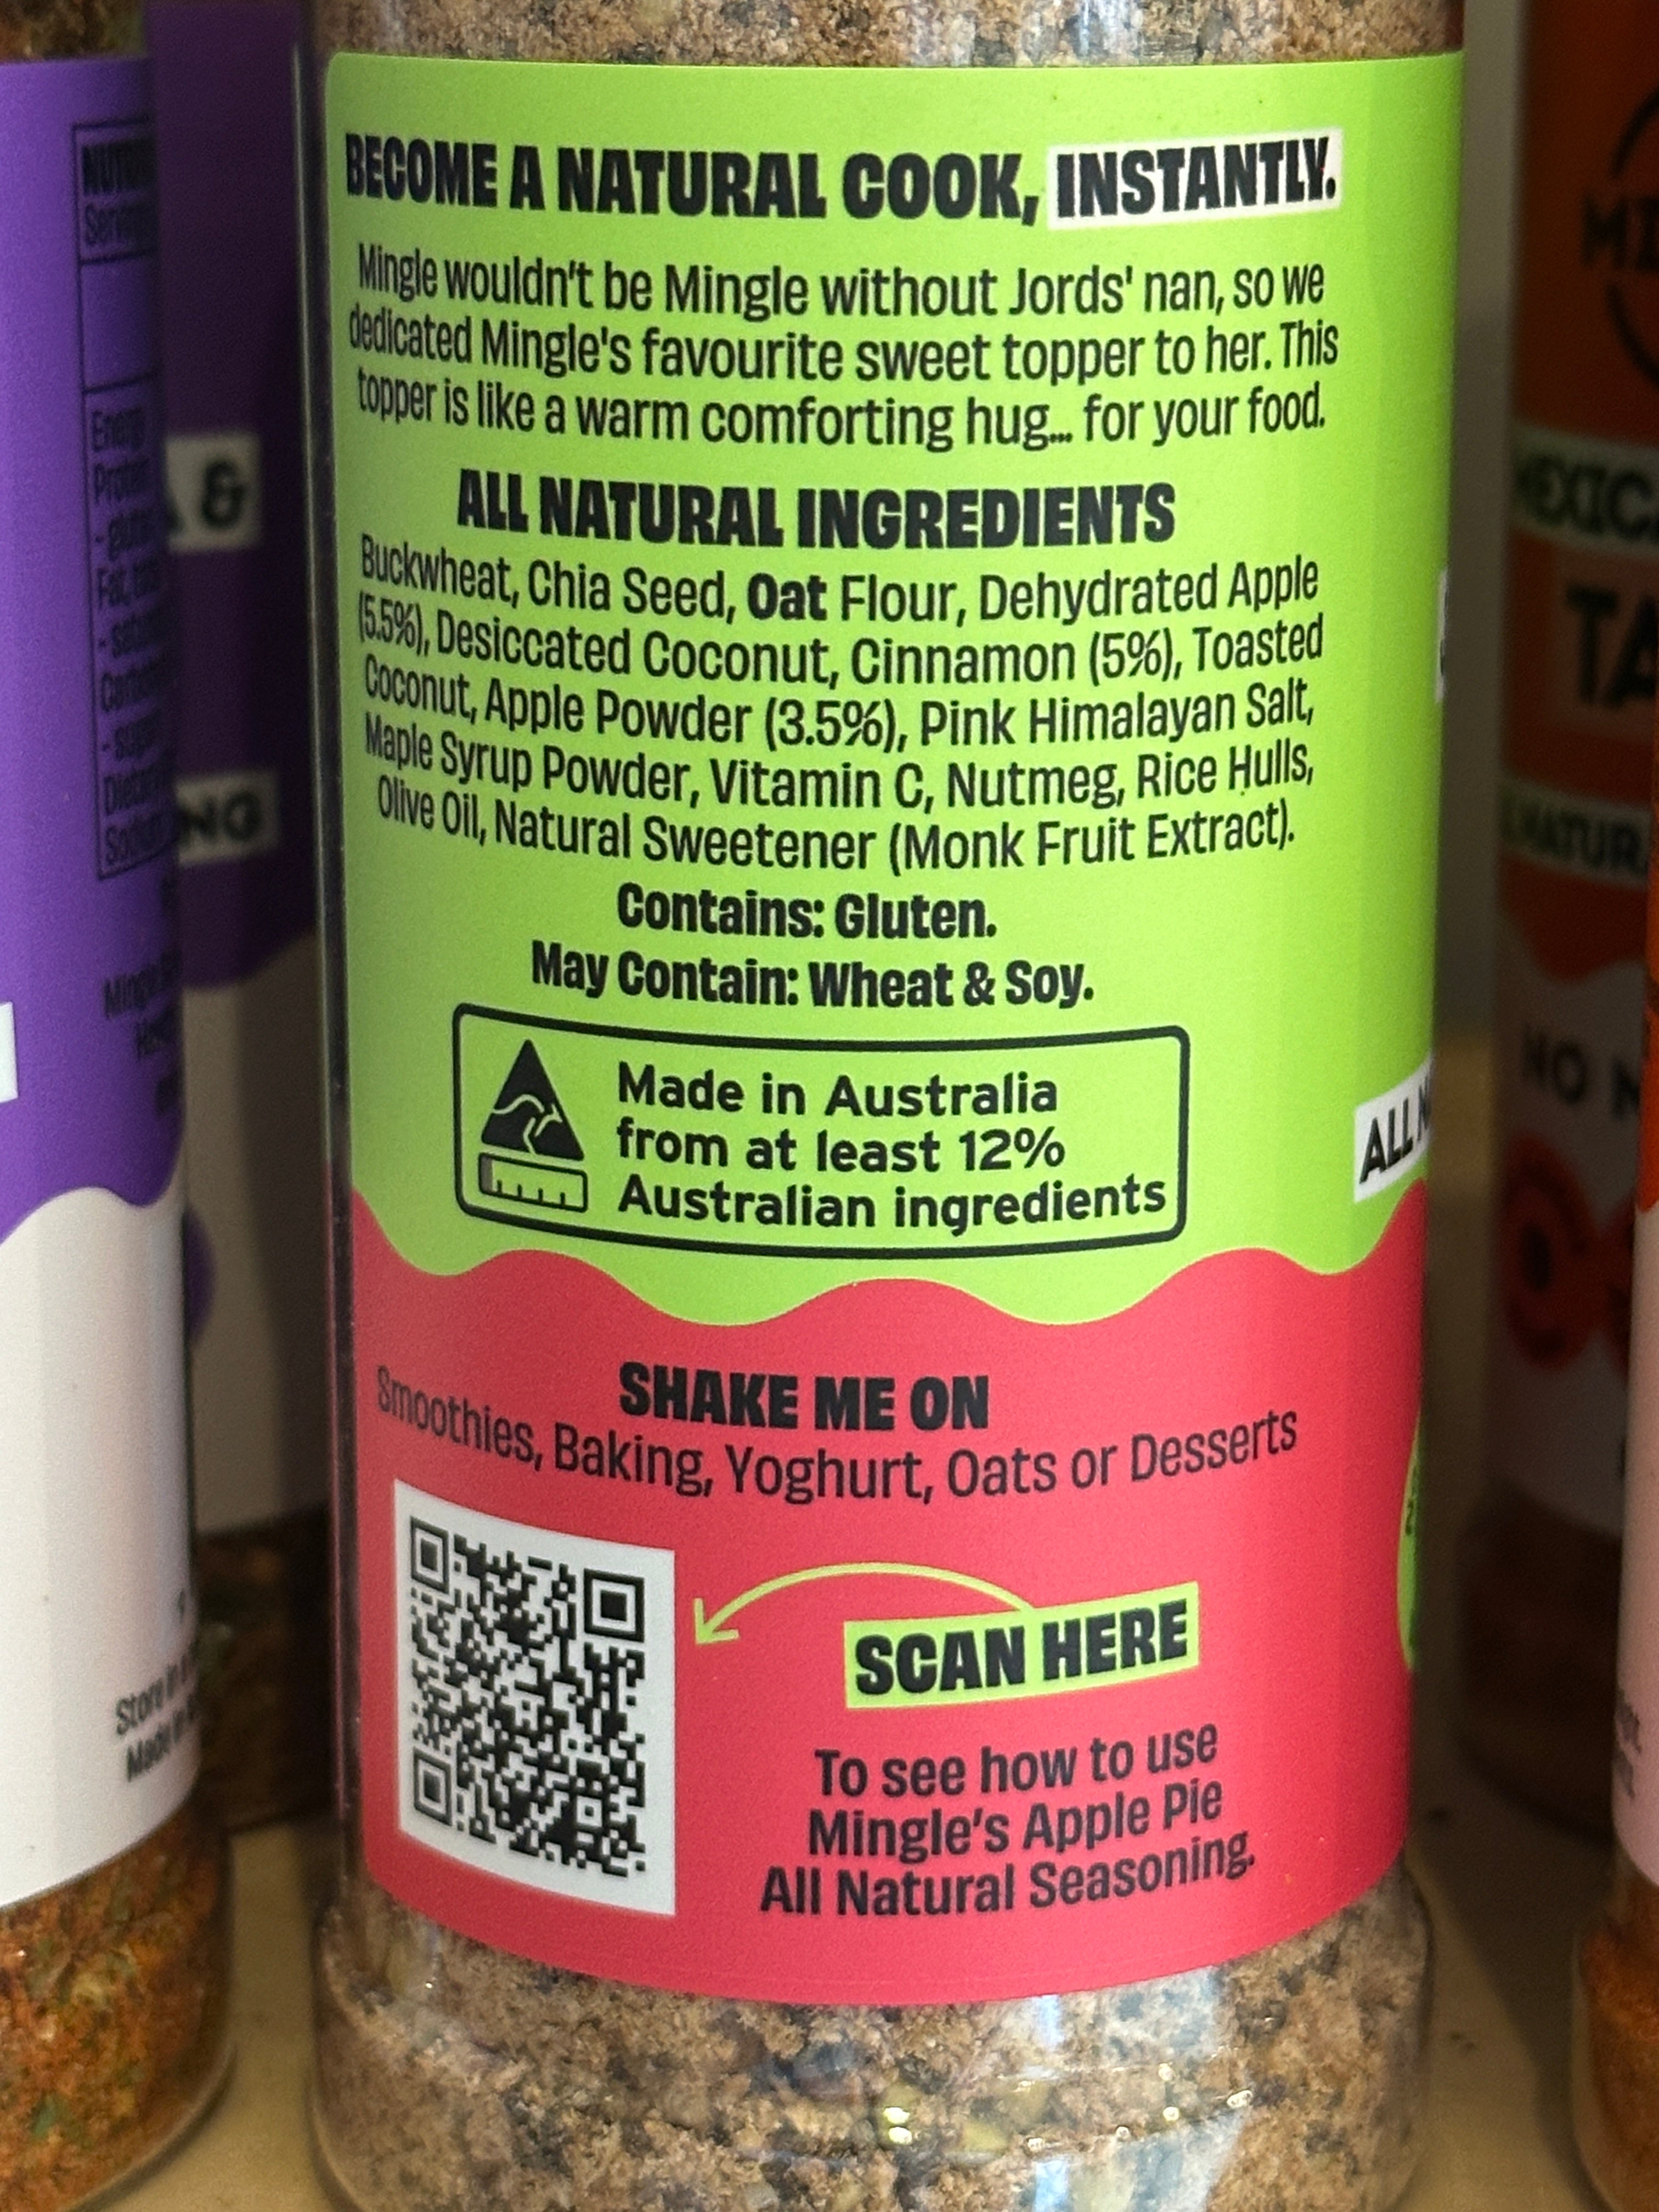 BECOME A NATURAL COOK, INSTANTLY.
Mingle wouldn't be Mingle without Jords' nan, so we
dedicated Mingle's favourite sweet topper to her. This
topper is like a warm comforting hug... for your food.
ALL NATURAL INGREDIENTS
Buckwheat, Chia Seed, Oat Flour, Dehydrated Apple
(5.5%), Desiccated Coconut, Cinnamon (5%), Toasted
Coconut, Apple Powder (3.5%), Pink Himalayan Salt,
Maple Syrup Powder, Vitamin C, Nutmeg, Rice Hulls,
Olive Oil, Natural Sweetener (Monk Fruit Extract).
Contains: Gluten.
May Contain: Wheat & Soy.
Made in Australia
from at least 12%
Australian ingredients
SHAKE ME ON
Smoothies, Baking, Yoghurt, Oats or Desserts
SCAN HERE
To see how to use
Mingle's Apple Pie
All Natural Seasoning.
ALL
Energy
Protein
&
NO